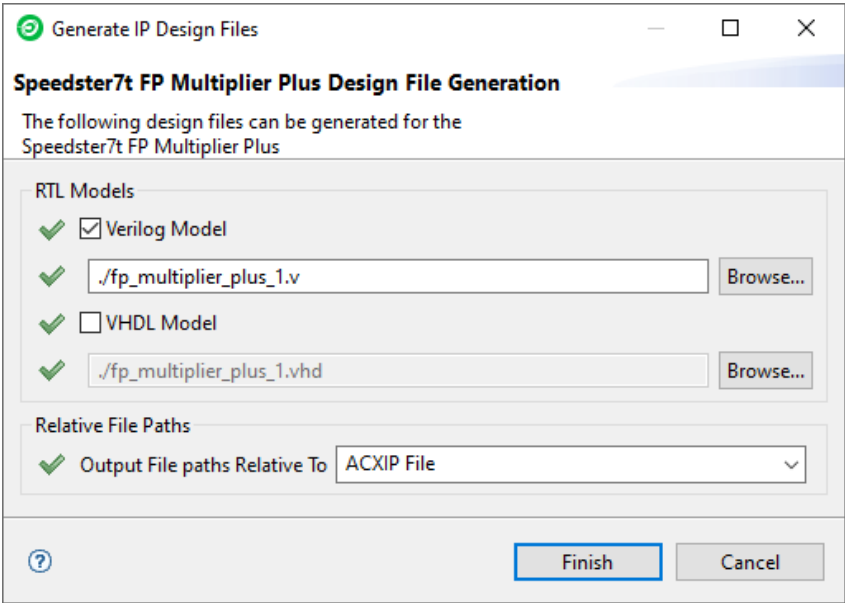 Generate IP Design Files
Speedster7t FP Multiplier Plus Design File Generation
The following design files can be generated for the
Speedster7t FP Multiplier Plus
RTL Models
Verilog Model
./fp_multiplier_plus_1.v
Browse...
VHDL Model
./fp_multiplier_plus_1.vhd
Browse...
Relative File Paths
Output File paths Relative To ACXIP File
?
Finish Cancel